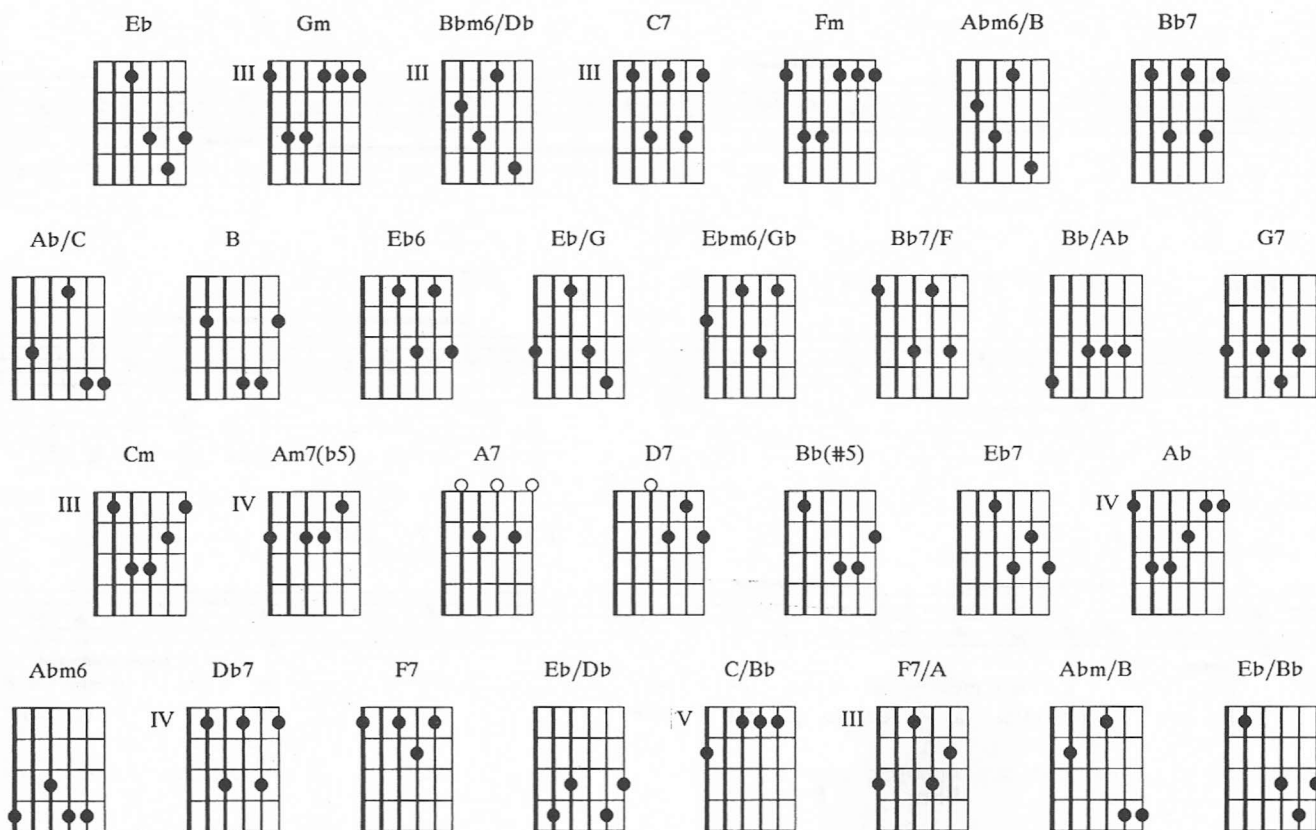 Eb Gm Bbm6/Db C7 Fm Abm6/B Bb7
III III III
Ab/C B Eb6 Eb/G Ebm6/Gb Bb7/F Bb/Ab G7
Cm Am7(b5) A7 D7 Bb(#5) Eb7 Ab
III IV IV
Abm6 Db7 F7 Eb/Db C/Bb F7/A Abm/B Eb/Bb
IV V III